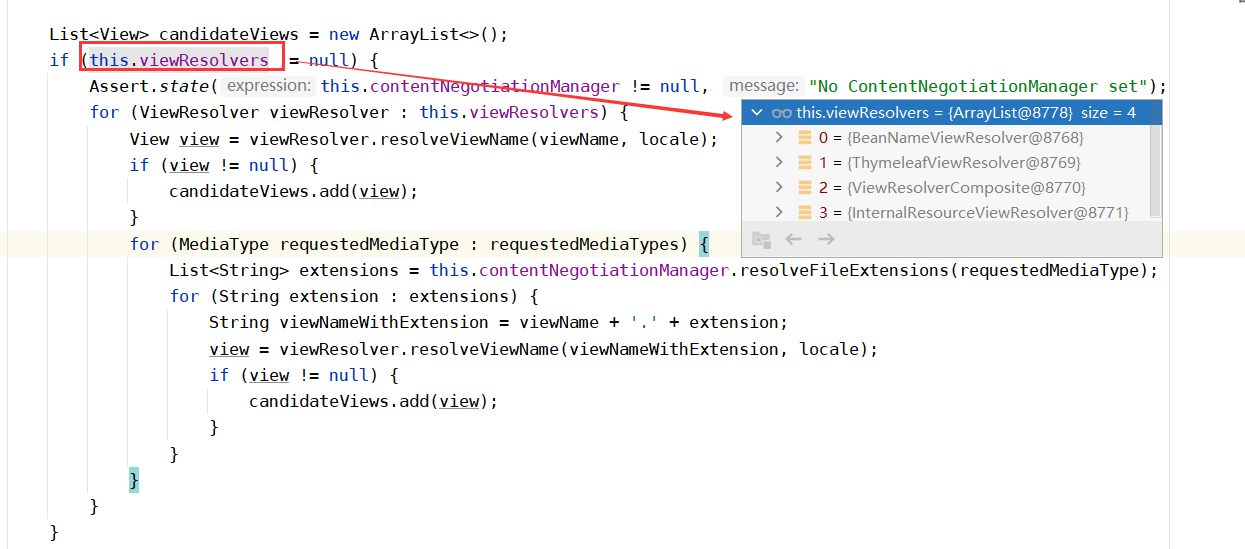 List<View> candidateViews = new ArrayList<>();
if (this.viewResolvers = null) {
Assert.state( expression: this.contentNegotiationManager != null, message: "No ContentNegotiationManager set");
for (ViewResolver viewResolver : this.viewResolvers) {
this.viewResolvers = {ArrayList@8778} size = 4
View view = viewResolver.resolveViewName(viewName, locale);
0 = {BeanNameViewResolver@8768}
if (view != null) {
1 = {ThymeleafViewResolver@8769}
candidateViews.add(view);
2 = {ViewResolverComposite@8770}
}
3 = {InternalResourceViewResolver@8771}
for (MediaType requestedMediaType : requestedMediaTypes) {
List<String> extensions = this.contentNegotiationManager.resolveFileExtensions(requestedMediaType);
for (String extension : extensions) {
String viewNameWithExtension = viewName + '.' + extension;
view = viewResolver.resolveViewName(viewNameWithExtension, locale);
if (view != null) {
candidateViews.add(view);
}
}
}
}
}